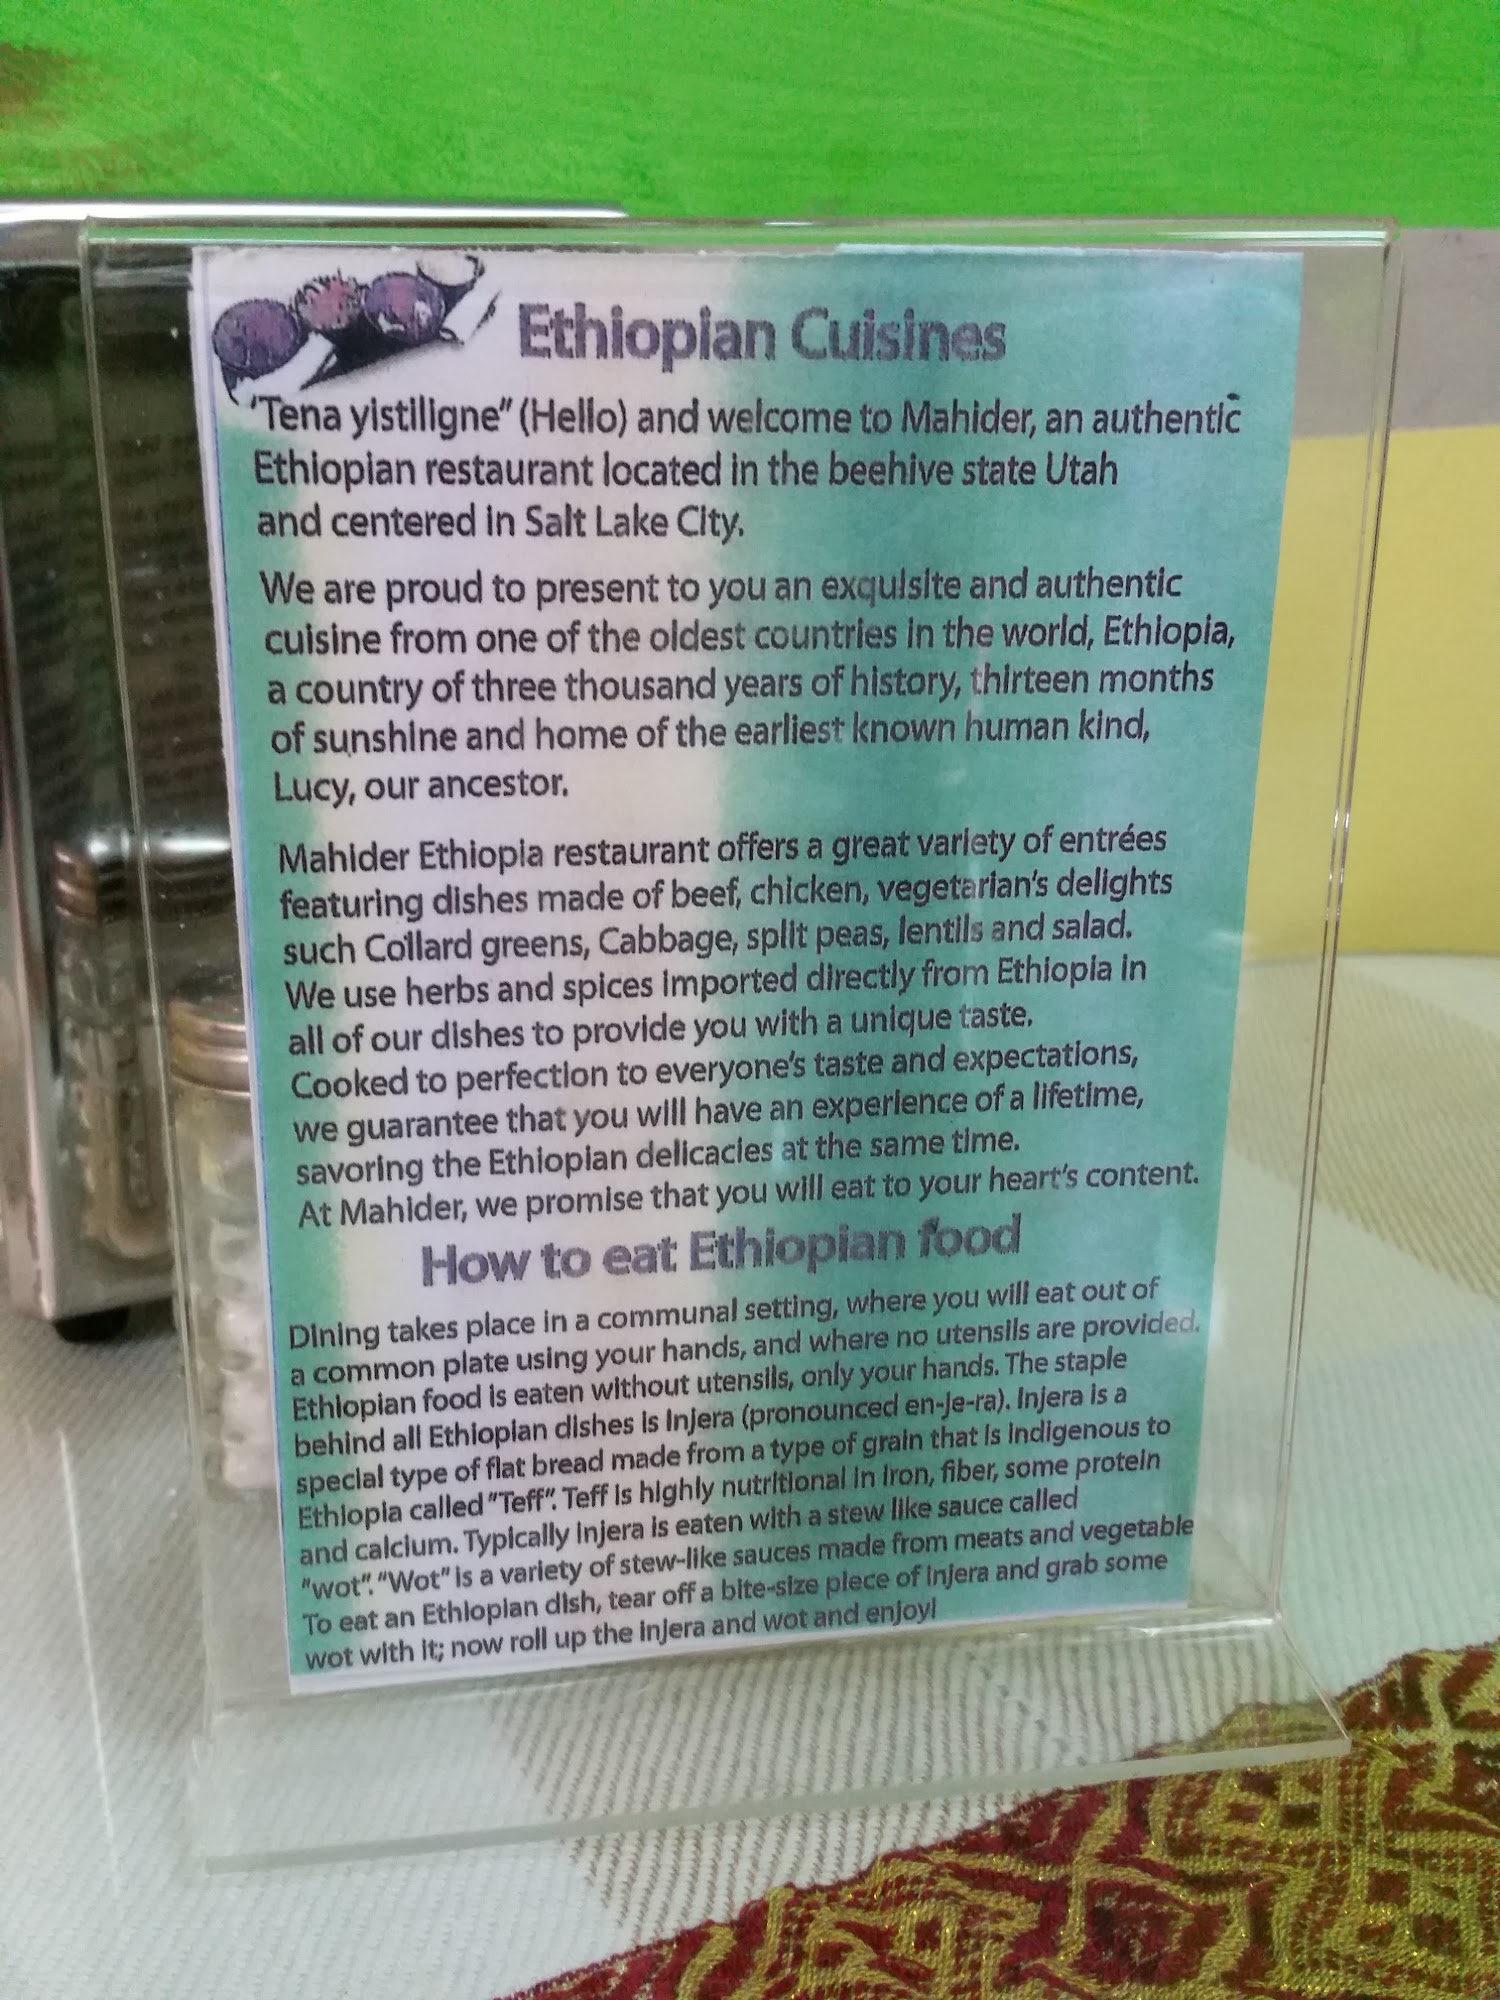 Ethiopian Cuisines
'Tena yistiligne" (Hello) and welcome to Mahider, an authentic
Ethiopian restaurant located in the beehive state Utah
and centered in Salt Lake City.
We are proud to present to you an exquisite and authentic
cuisine from one of the oldest countries in the world, Ethiopia,
a country of three thousand years of history, thirteen months
of sunshine and home of the earliest known human kind,
Lucy, our ancestor.
Mahider Ethiopia restaurant offers a great variety of entrées
featuring dishes made of beef, chicken, vegetarian's delights
such Collard greens, Cabbage, split peas, lentils and salad.
We use herbs and spices imported directly from Ethiopia in
all of our dishes to provide you with a unique taste.
Cooked to perfection to everyone's taste and expectations,
we guarantee that you will have an experience of a lifetime,
savoring the Ethiopian delicacies at the same time.
At Mahider, we promise that you will eat to your heart's content.
How to eat Ethiopian food
Dining takes place in a communal setting, where you will eat out of
a common plate using your hands, and where no utensils are provided.
Ethiopian food is eaten without utensils, only your hands. The staple
behind all Ethiopian dishes is Injera (pronounced en-je-ra). Injera is a
special type of flat bread made from a type of grain that is indigenous to
Ethiopia called "Teff". Teff is highly nutritional in iron, fiber, some protein
and calcium. Typically injera is eaten with a stew like sauce called
"wot". "Wot" is a variety of stew-like sauces made from meats and vegetable
To eat an Ethiopian dish, tear off a bite-size piece of injera and grab some
wot with it; now roll up the injera and wot and enjoy!